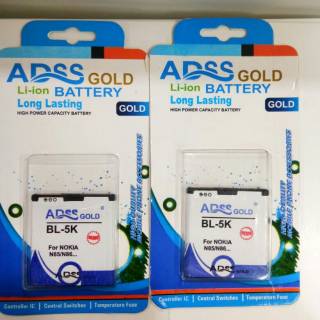 ADSS GOLD
Li-ion BATTERY
Long Lasting
HIGH POWER CAPACITY BATTERY
GOLD
ADSS GOLD
BL-5K
For NOKIA
N85/N86...
Controller IC | Control Switches | Temperature Fuse
ADSS GOLD
Li-ion BATTERY
Long Lasting
HIGH POWER CAPACITY BATTERY
GOLD
ADSS GOLD
BL-5K
For NOKIA
N85/N86...
Controller IC | Control Switches | Temperature Fuse